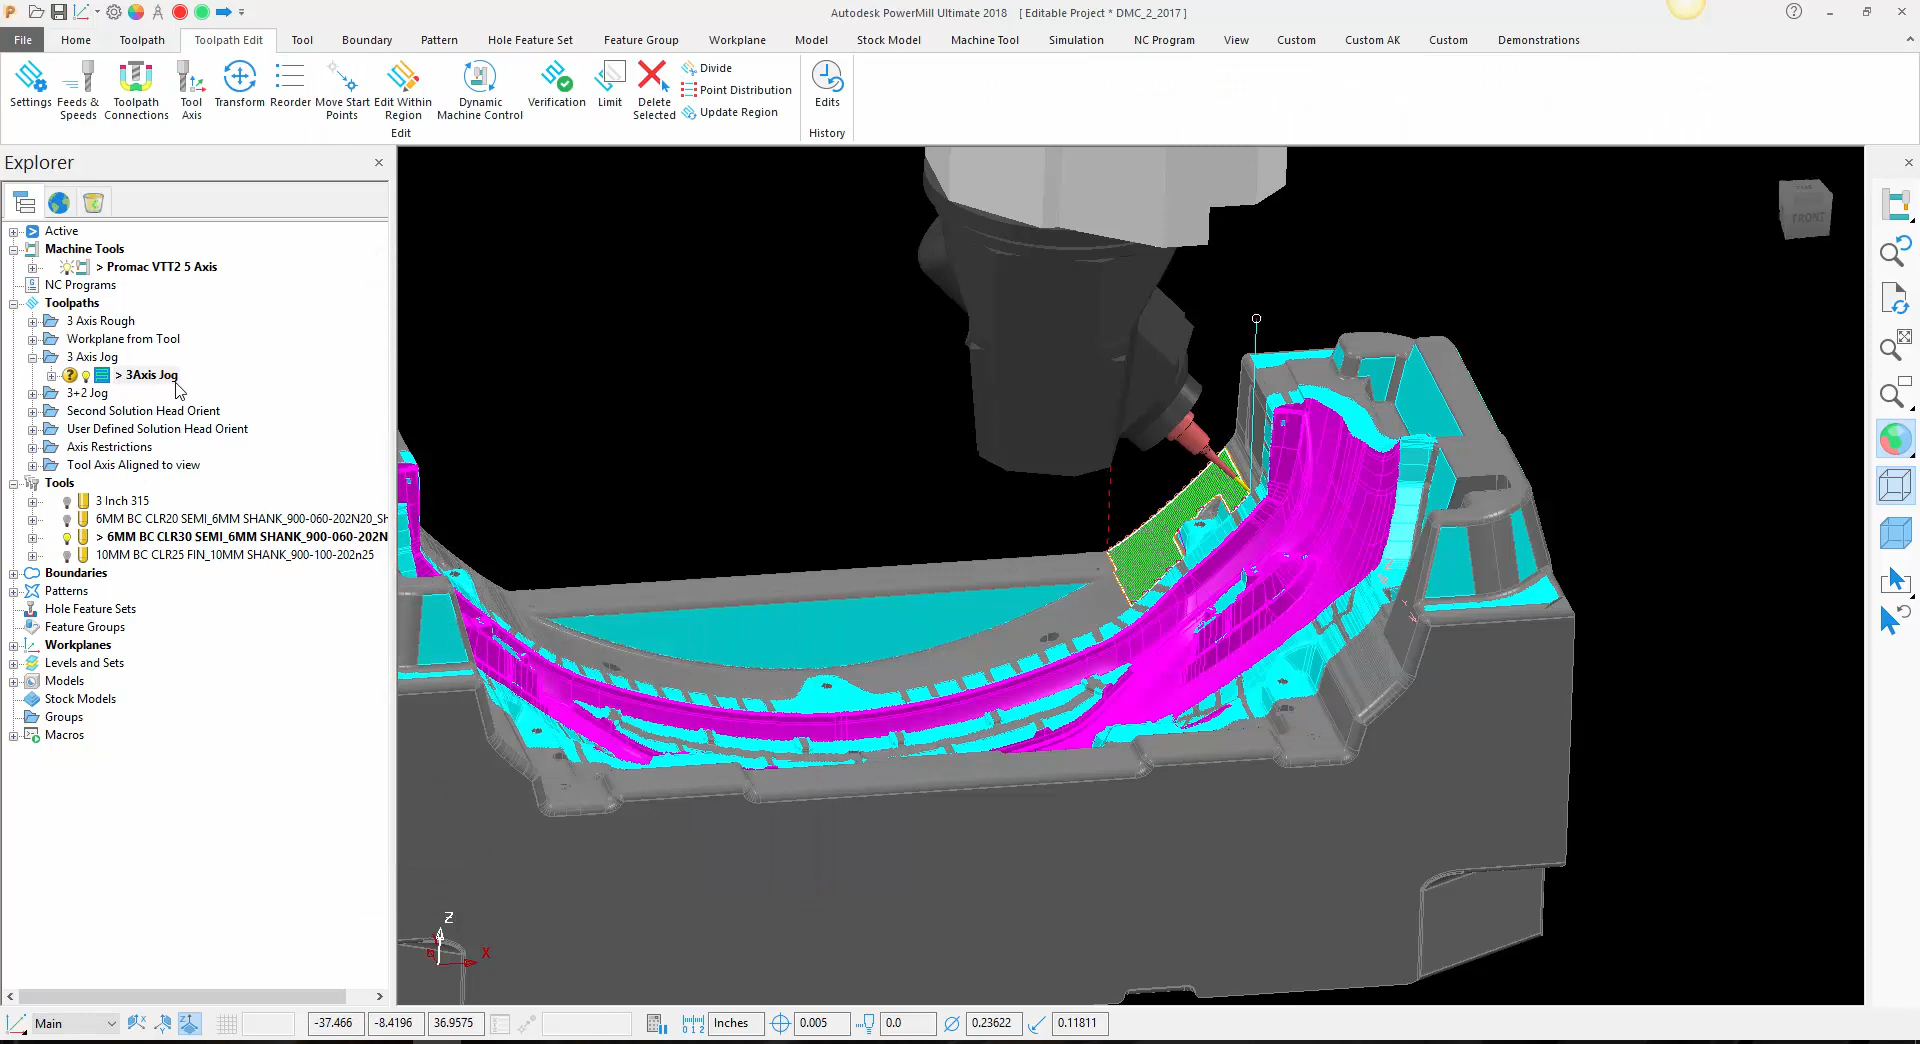 Autodesk PowerMill Ultimate 2018 [ Editable Project * DMC_2_2017 ]
File Home Toolpath Toolpath Edit Tool Boundary Pattern Hole Feature Set Feature Group Workplane Model Stock Model Machine Tool Simulation NC Program View Custom Custom AK Custom Demonstrations
Settings Feeds & Speeds Toolpath Connections Tool Axis Transform Reorder Move Start Points Edit Within Region Dynamic Machine Control Verification Limit Delete Selected
Divide
Point Distribution
Update Region
Edits
Edit
History
Explorer
Active
Machine Tools
> Promac VTT2 5 Axis
NC Programs
Toolpaths
3 Axis Rough
Workplane from Tool
3 Axis Jog
> 3Axis Jog
3+2 Jog
Second Solution Head Orient
User Defined Solution Head Orient
Axis Restrictions
Tool Axis Aligned to view
Tools
3 Inch 315
6MM BC CLR20 SEMI_6MM SHANK_900-060-202N20_SH
> 6MM BC CLR30 SEMI_6MM SHANK_900-060-202N
10MM BC CLR25 FIN_10MM SHANK_900-100-202n25
Boundaries
Patterns
Hole Feature Sets
Feature Groups
Workplanes
Levels and Sets
Models
Stock Models
Groups
Macros
FRONT
Z
X
Main -37.466 -8.4196 36.9575 Inches 0.005 0.0 0.23622 0.11811